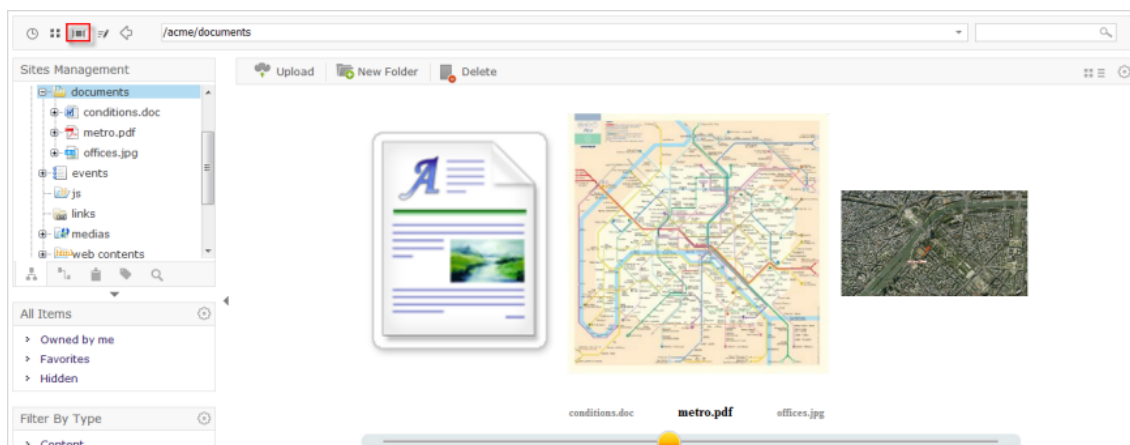 /acme/documents
Sites Management
Upload New Folder Delete
documents
conditions.doc
metro.pdf
offices.jpg
events
js
links
medias
web contents
All Items
Owned by me
Favorites
Hidden
Filter By Type
Content
conditions.doc metro.pdf offices.jpg